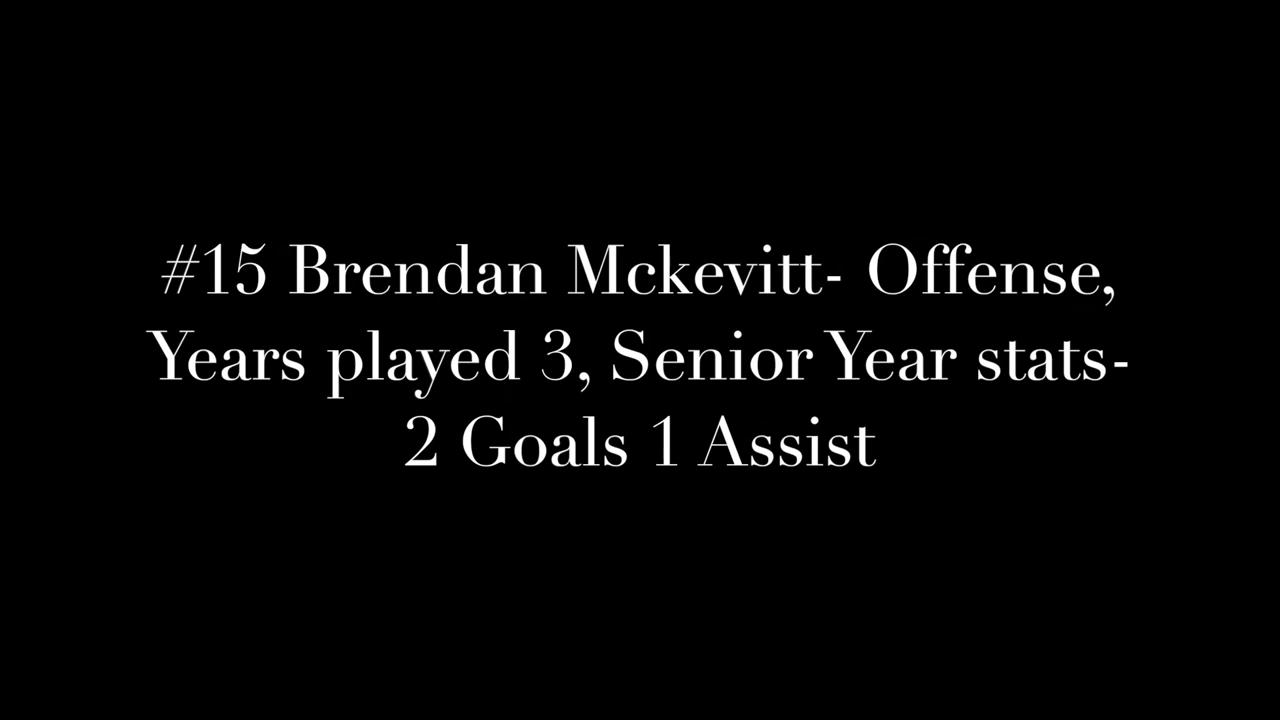 #15 Brendan Mckevitt- Offense,
Years played 3, Senior Year stats-
2 Goals 1 Assist